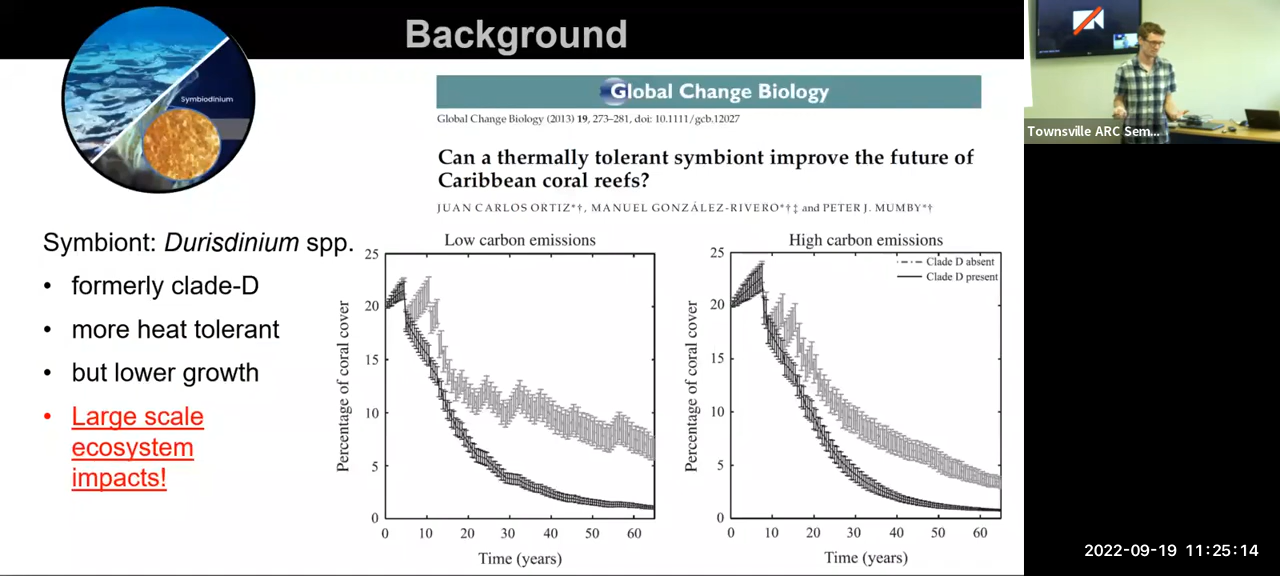 Background
Symbiodinium
Global Change Biology
Global Change Biology (2013) 19, 273–281, doi: 10.1111/gcb.12027
Can a thermally tolerant symbiont improve the future of
Caribbean coral reefs?
JUAN CARLOS ORTIZ*†, MANUEL GONZÁLEZ-RIVERO*†‡ and PETER J. MUMBY*†
Symbiont: Durisdinium spp.
• formerly clade-D
• more heat tolerant
• but lower growth
• Large scale
ecosystem
impacts!
Low carbon emissions
Percentage of coral cover
25
20
15
10
5
0
0 10 20 30 40 50 60
Time (years)
High carbon emissions
Clade D absent
Clade D present
Percentage of coral cover
25
20
15
10
5
0
0 10 20 30 40 50 60
Time (years)
Townsville ARC Sem...
2022-09-19 11:25:14